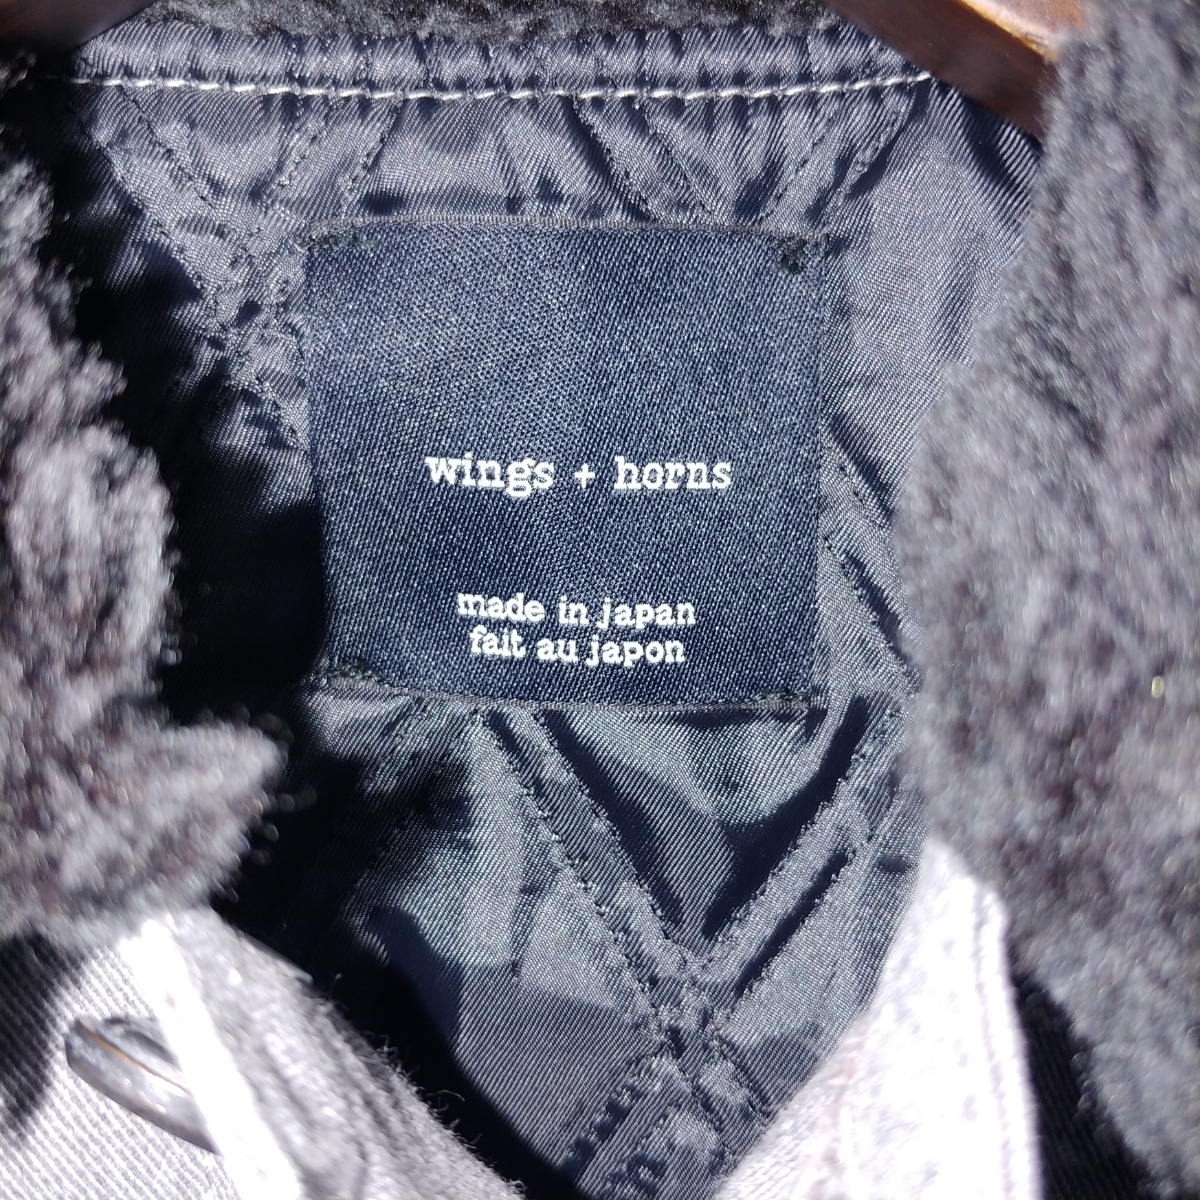 wings + horns
made in japan
fait au japon